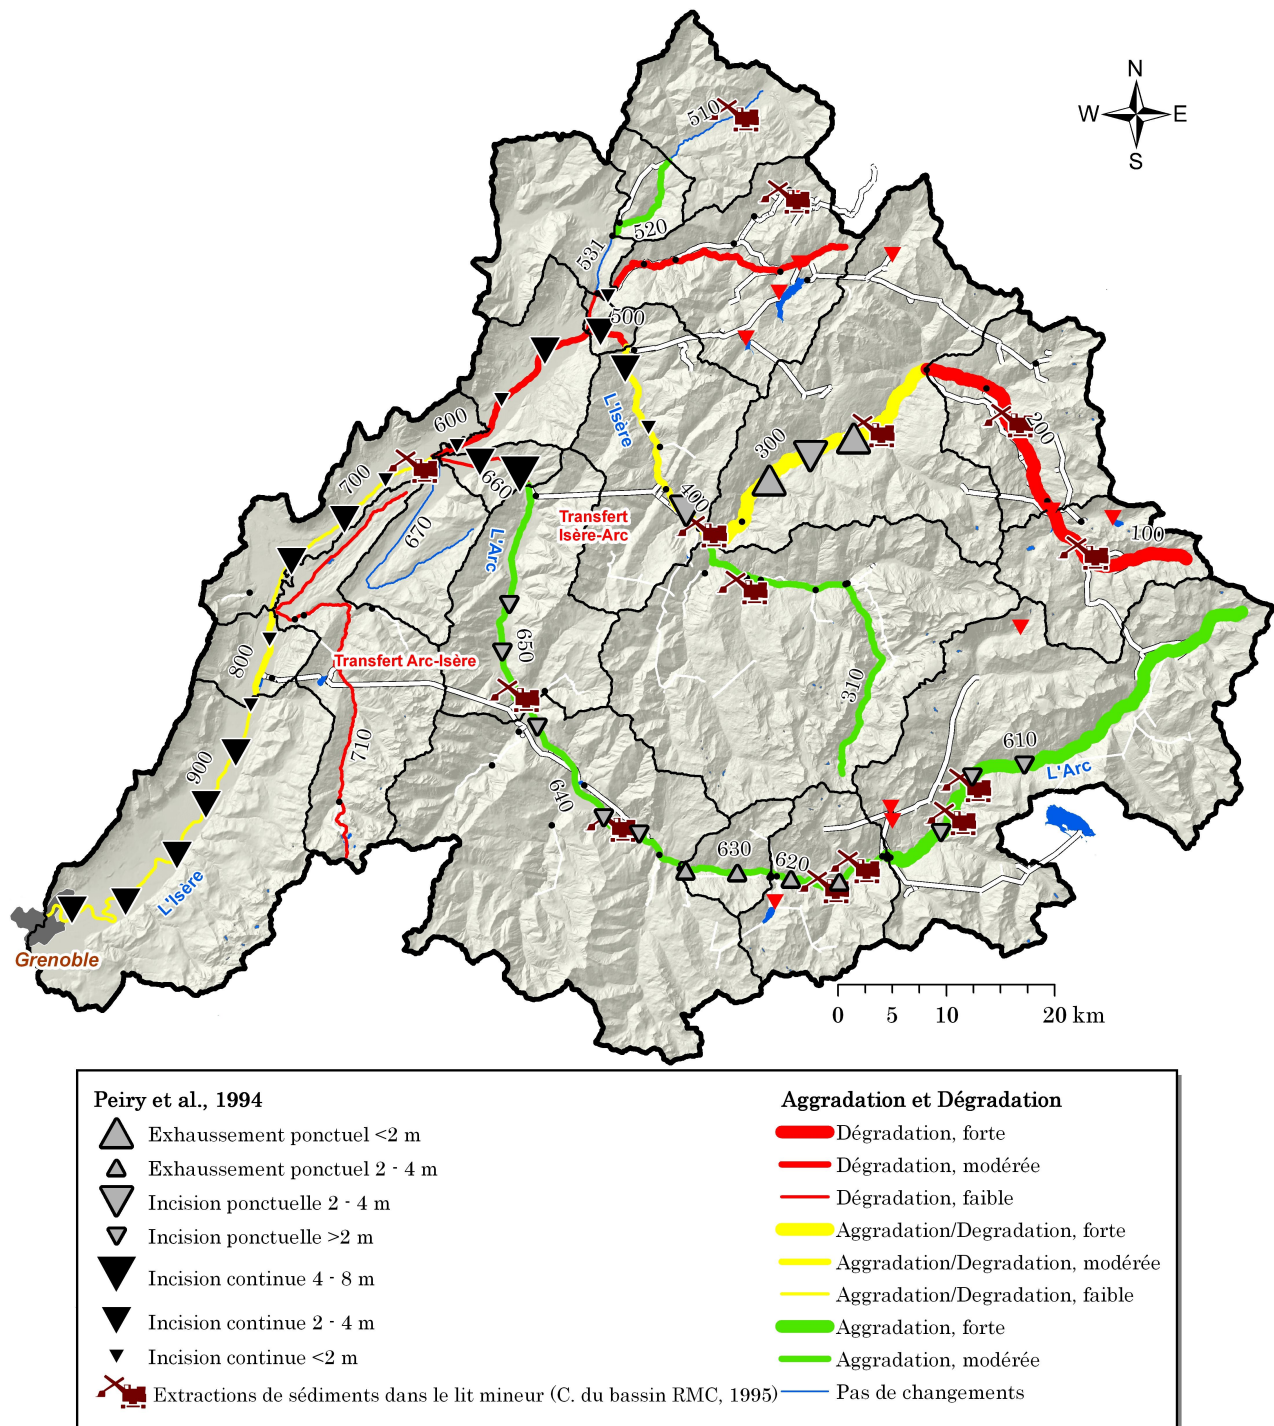 N
W E
S
510
520
531
500
L'Isère
600
300
200
700
660
400
670
Transfert
Isère-Arc
L'Arc
100
650
800
Transfert Arc-Isère
310
710
610
L'Arc
900
640
630
620
L'Isère
Grenoble
0 5 10 20 km
Peiry et al., 1994
Exhaussement ponctuel <2 m
Exhaussement ponctuel 2 - 4 m
Incision ponctuelle 2 - 4 m
Incision ponctuelle >2 m
Incision continue 4 - 8 m
Incision continue 2 - 4 m
Incision continue <2 m
Extractions de sédiments dans le lit mineur (C. du bassin RMC, 1995)
Aggradation et Dégradation
Dégradation, forte
Dégradation, modérée
Dégradation, faible
Aggradation/Degradation, forte
Aggradation/Degradation, modérée
Aggradation/Degradation, faible
Aggradation, forte
Aggradation, modérée
Pas de changements